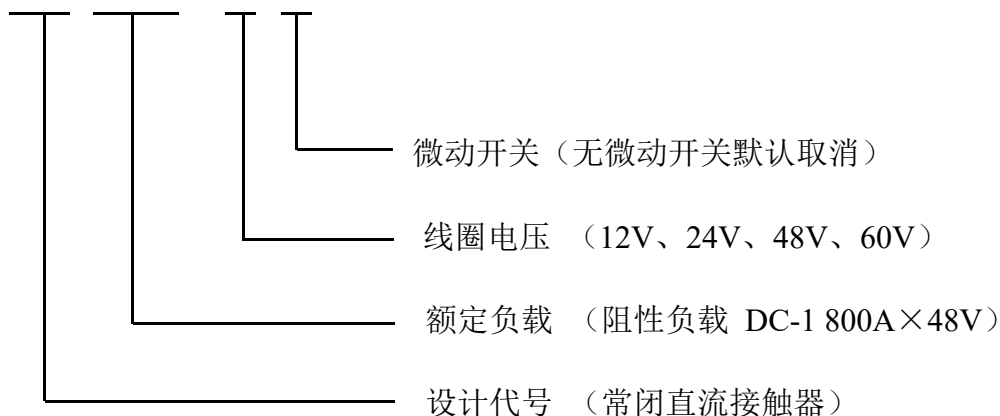 微动开关（无微动开关默认取消）
线圈电压 （12V、24V、48V、60V）
额定负载 （阻性负载 DC-1 800A×48V）
设计代号 （常闭直流接触器）